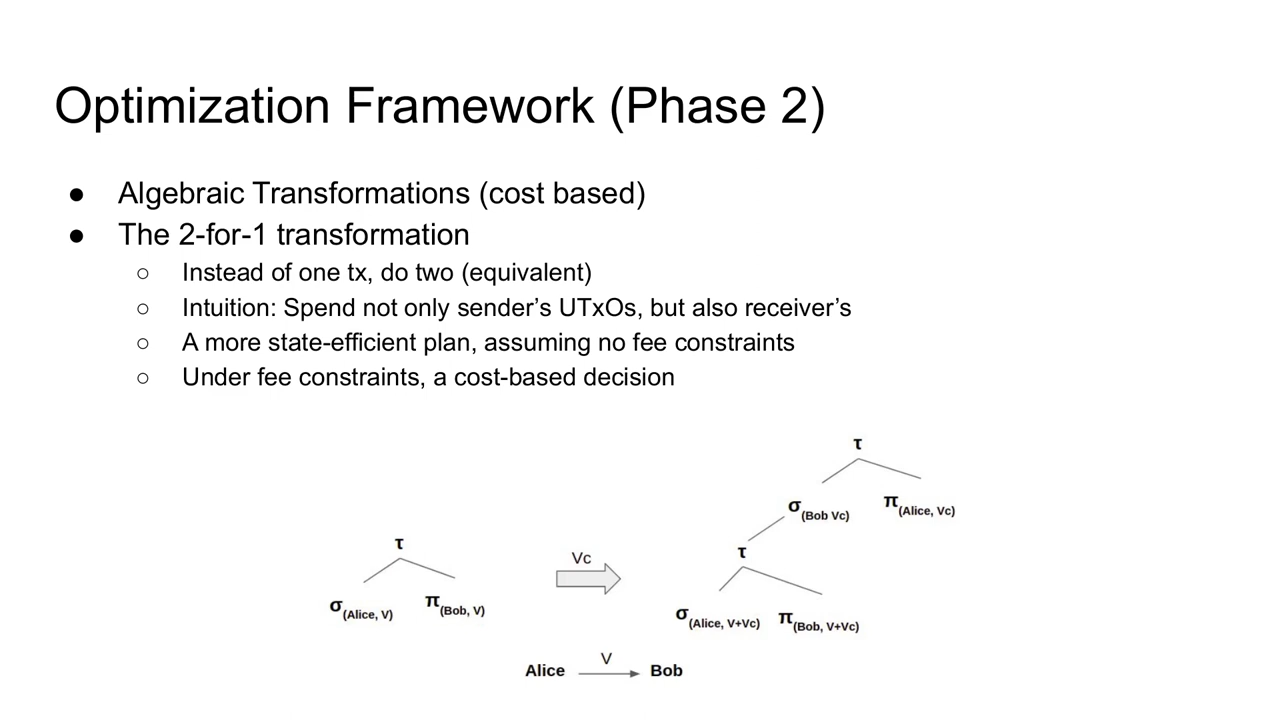 Optimization Framework (Phase 2)
● Algebraic Transformations (cost based)
● The 2-for-1 transformation
○ Instead of one tx, do two (equivalent)
○ Intuition: Spend not only sender’s UTxOs, but also receiver’s
○ A more state-efficient plan, assuming no fee constraints
○ Under fee constraints, a cost-based decision
τ
σ(Bob Vc) π(Alice, Vc)
τ
Vc
τ
σ(Alice, V) π(Bob, V)
σ(Alice, V+Vc) π(Bob, V+Vc)
V
Alice Bob